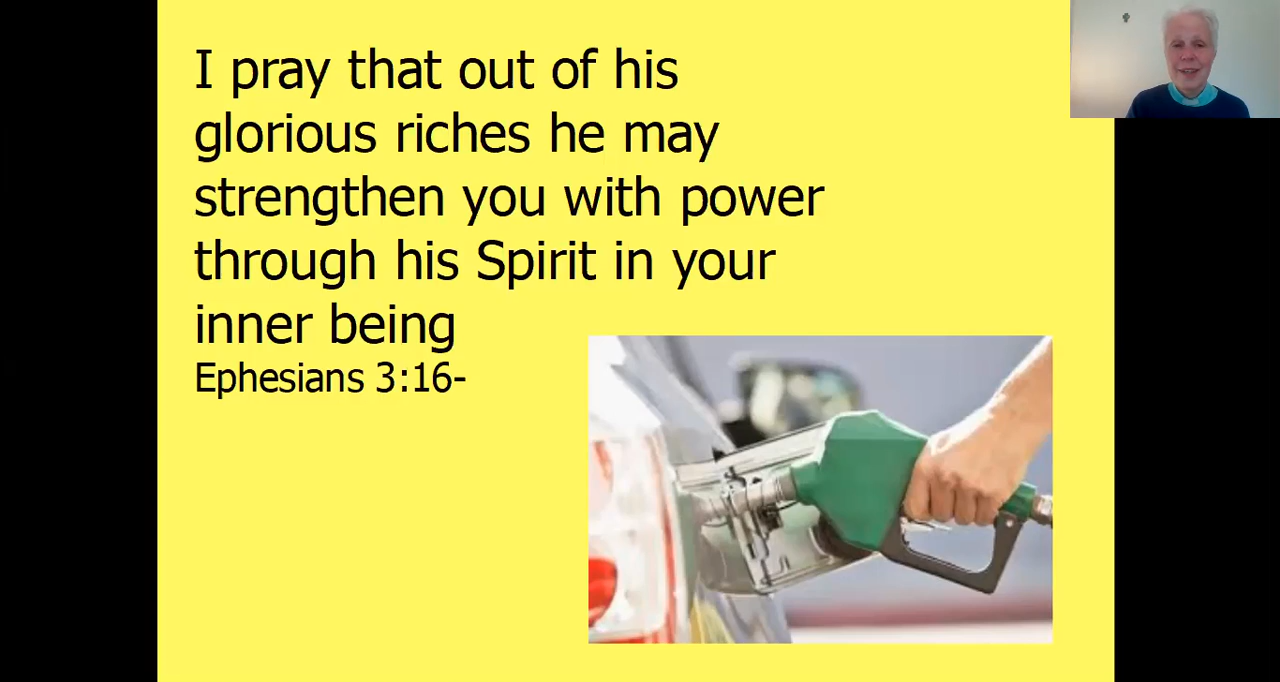 I pray that out of his
glorious riches he may
strengthen you with power
through his Spirit in your
inner being
Ephesians 3:16-